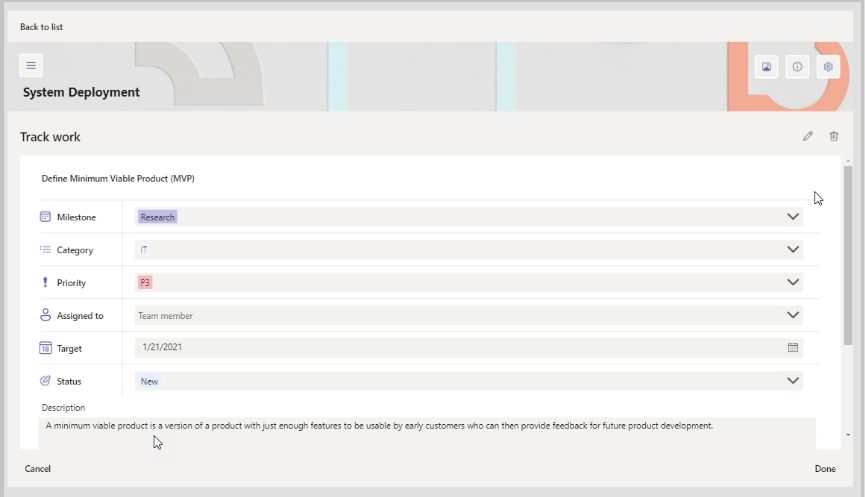 Back to list
System Deployment
Track work
Define Minimum Viable Product (MVP)
Milestone
Research
Category
IT
Priority
P3
Assigned to
Team member
18
Target
1/21/2021
Status
New
Description
A minimum viable product is a version of a product with just enough features to be usable by early customers who can then provide feedback for future product development.
Cancel
Done